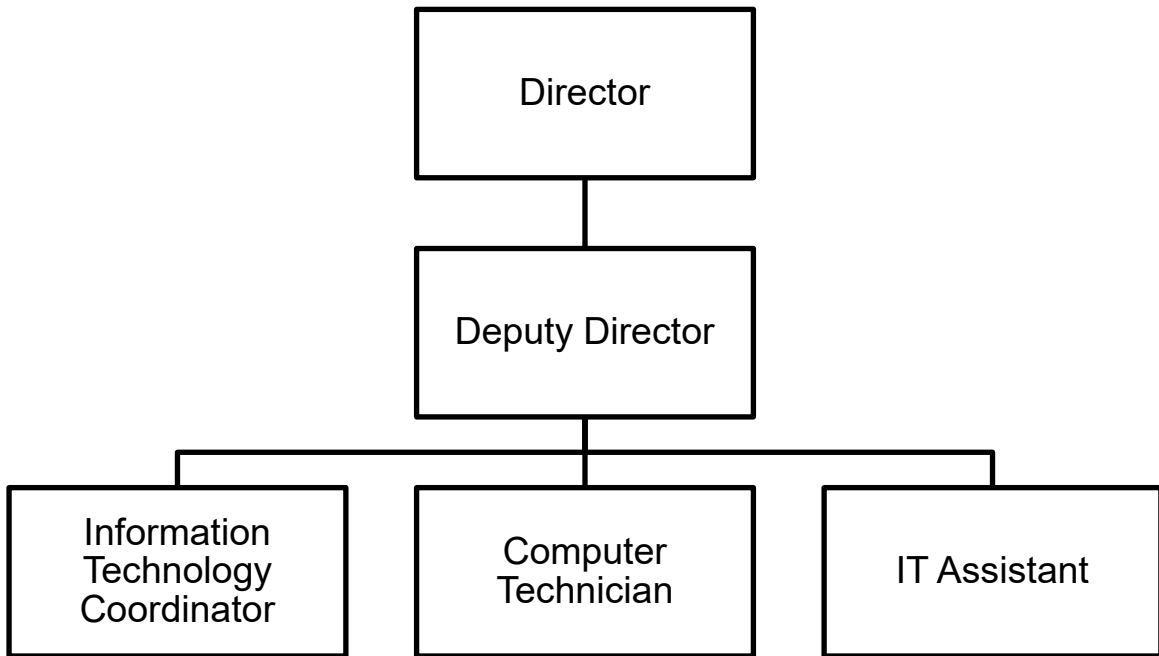 Director
Deputy Director
Information
Technology
Coordinator
Computer
Technician
IT Assistant